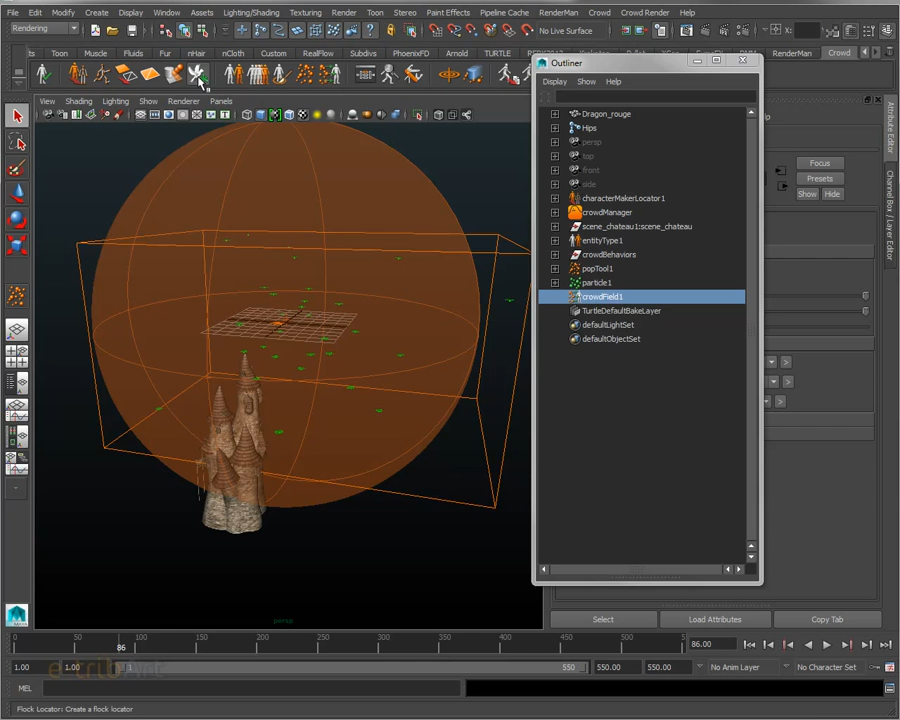 File Edit Modify Create Display Window Assets Lighting/Shading Texturing Render Toon Stereo Paint Effects Pipeline Cache RenderMan Crowd Crowd Render Help
Rendering No Live Surface X: Y: Z:
Toon Muscle Fluids Fur nHair nCloth Custom RealFlow Subdivs PhoenixFD Arnold TURTLE RenderMan Crowd
Outliner
View Shading Lighting Show Renderer Panels
Display Show Help
Dragon_rouge
Hips
persp
top
front
side
characterMakerLocator1
crowdManager
scene_chateau1:scene_chateau
entityType1
crowdBehaviors
popTool1
particle1
crowdField1
TurtleDefaultBakeLayer
defaultLightSet
defaultObjectSet
Focus
Presets
Show Hide
Attribute Editor
Channel Box / Layer Editor
persp
Select Load Attributes Copy Tab
0 50 86 100 150 200 250 300 350 400 450 500 5
86.00
1.00 1.00 1 550 550.00 550.00 No Anim Layer No Character Set
MEL
Flock Locator: Create a flock locator